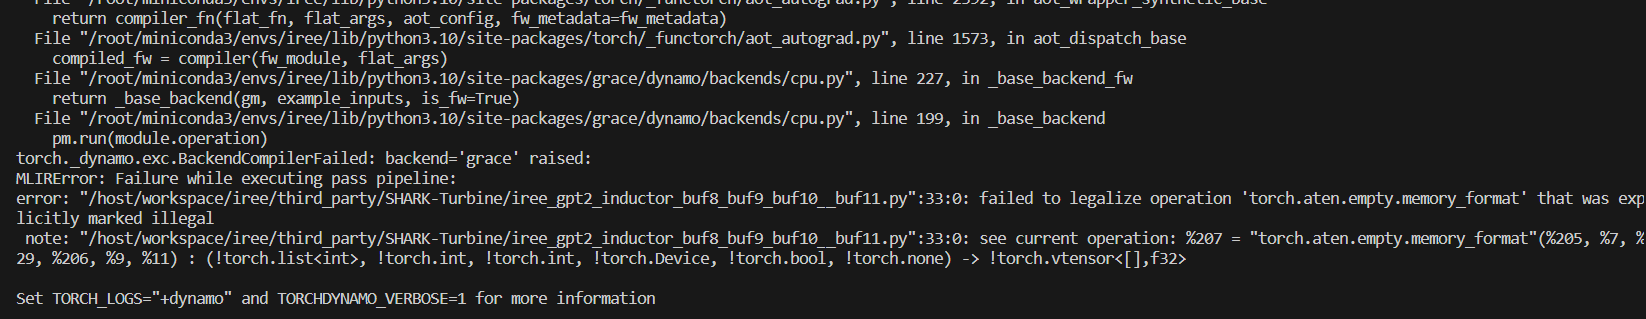 File "/root/miniconda3/envs/iree/lib/python3.10/site-packages/torch/_functorch/aot_autograd.py", line 2592, in aot_wrapper_synthetic_base
    return compiler_fn(flat_fn, flat_args, aot_config, fw_metadata=fw_metadata)
  File "/root/miniconda3/envs/iree/lib/python3.10/site-packages/torch/_functorch/aot_autograd.py", line 1573, in aot_dispatch_base
    compiled_fw = compiler(fw_module, flat_args)
  File "/root/miniconda3/envs/iree/lib/python3.10/site-packages/grace/dynamo/backends/cpu.py", line 227, in _base_backend_fw
    return _base_backend(gm, example_inputs, is_fw=True)
  File "/root/miniconda3/envs/iree/lib/python3.10/site-packages/grace/dynamo/backends/cpu.py", line 199, in _base_backend
    pm.run(module.operation)
torch._dynamo.exc.BackendCompilerFailed: backend='grace' raised:
MLIRError: Failure while executing pass pipeline:
error: "/host/workspace/iree/third_party/SHARK-Turbine/iree_gpt2_inductor_buf8_buf9_buf10__buf11.py":33:0: failed to legalize operation 'torch.aten.empty.memory_format' that was exp
licitly marked illegal
 note: "/host/workspace/iree/third_party/SHARK-Turbine/iree_gpt2_inductor_buf8_buf9_buf10__buf11.py":33:0: see current operation: %207 = "torch.aten.empty.memory_format"(%205, %7, %
29, %206, %9, %11) : (!torch.list<int>, !torch.int, !torch.int, !torch.Device, !torch.bool, !torch.none) -> !torch.vtensor<[],f32>
Set TORCH_LOGS="+dynamo" and TORCHDYNAMO_VERBOSE=1 for more information